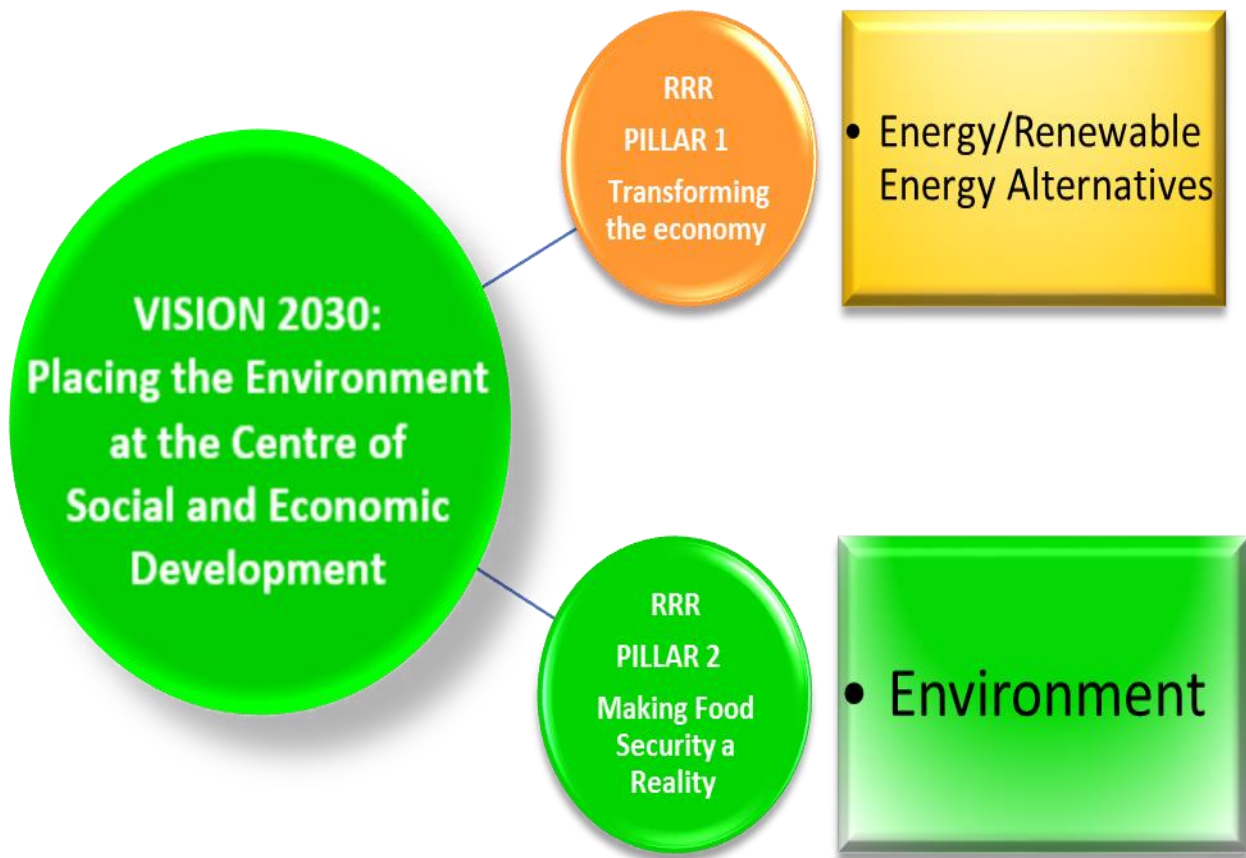 VISION 2030:
Placing the Environment
at the Centre of
Social and Economic
Development
RRR
PILLAR 1
Transforming
the economy
• Energy/Renewable
Energy Alternatives
RRR
PILLAR 2
Making Food
Security a
Reality
• Environment